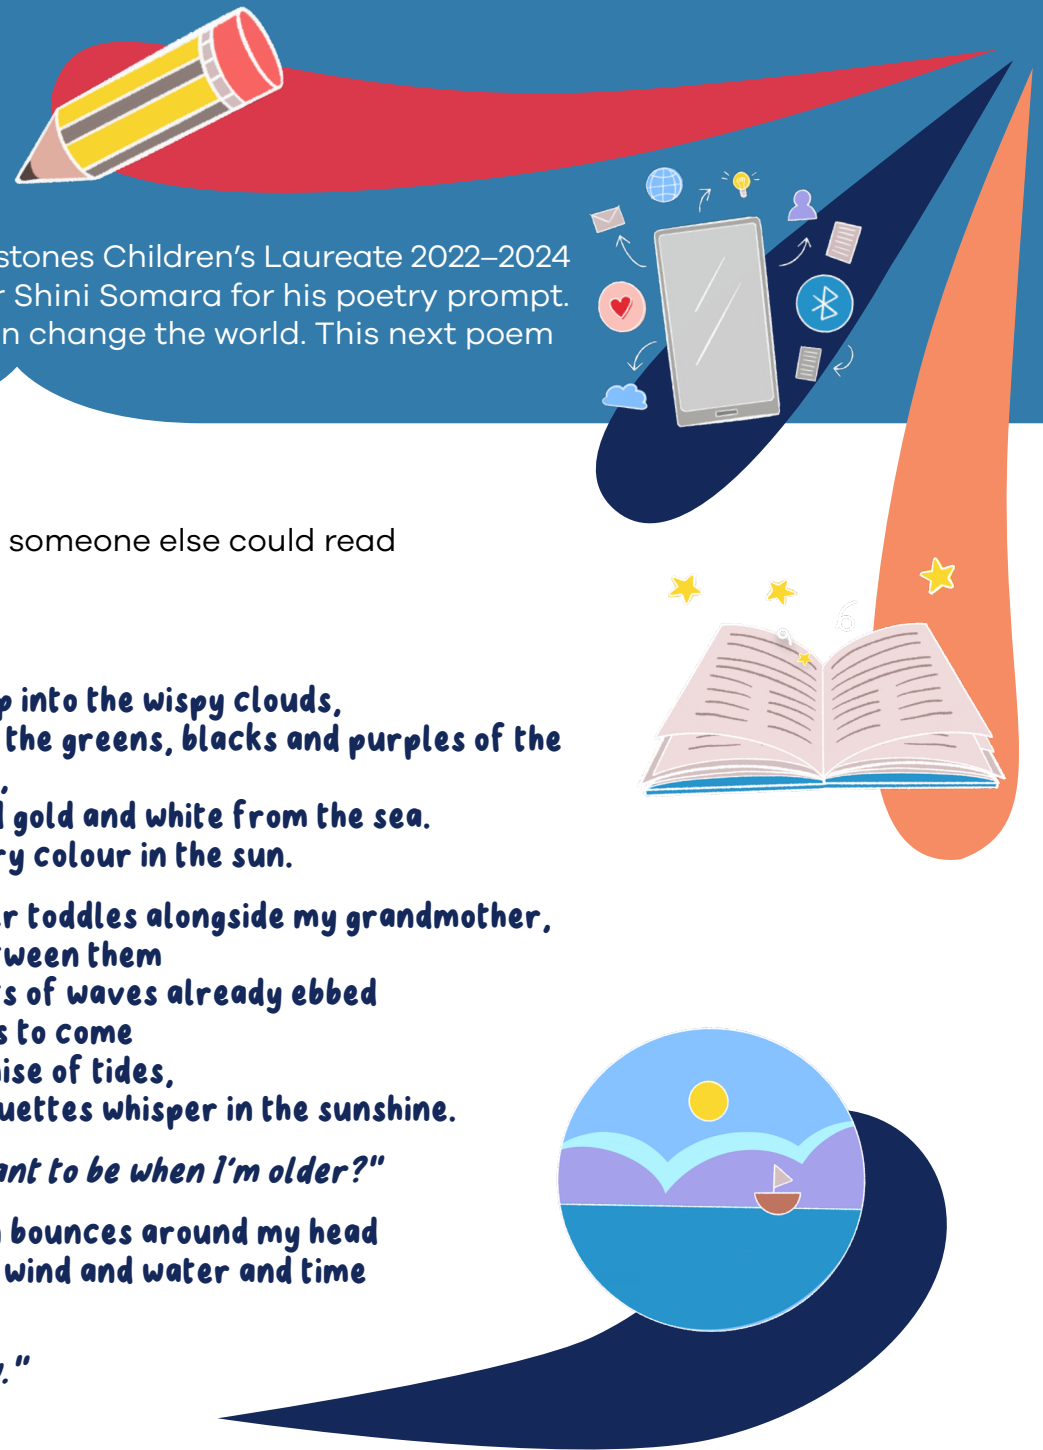 stones Children’s Laureate 2022–2024
r Shini Somara for his poetry prompt.
n change the world. This next poem
someone else could read
p into the wispy clouds,
the greens, blacks and purples of the
,
gold and white from the sea.
ry colour in the sun.
r toddles alongside my grandmother,
ween them
s of waves already ebbed
s to come
ise of tides,
uettes whisper in the sunshine.
ant to be when I’m older?"
bounces around my head
wind and water and time
."